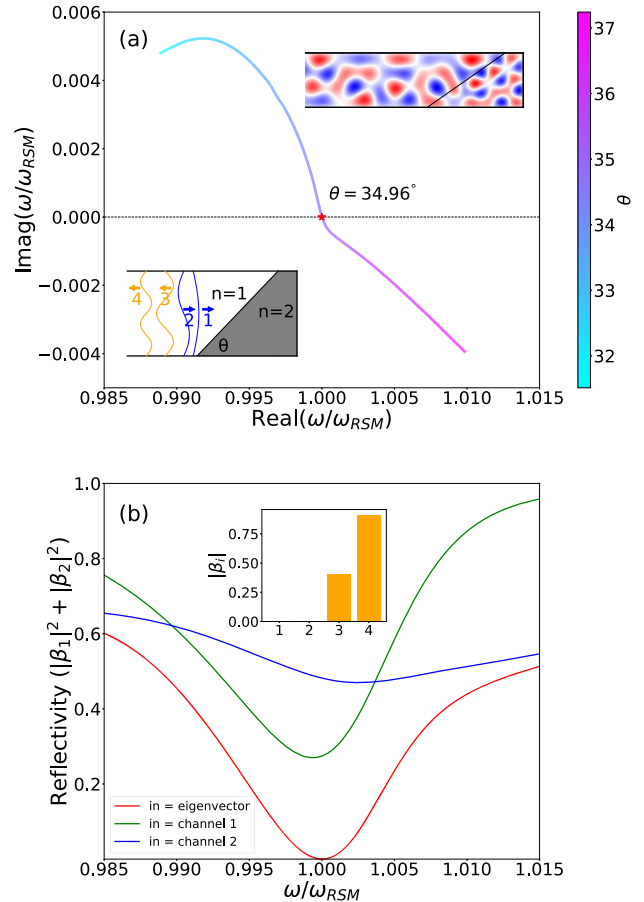 (a)
0.006
0.004
0.002
0.000
−0.002
−0.004
Imag(ω/ω_RSM)
θ = 34.96°
4
3
2
1
n=1
n=2
θ
0.985
0.990
0.995
1.000
1.005
1.010
1.015
Real(ω/ω_RSM)
37
36
35
34
33
32
θ
(b)
1.0
0.8
0.6
0.4
0.2
Reflectivity (|β₁|² + |β₂|²)
0.75
0.50
0.25
0.00
|βᵢ|
1
2
3
4
in = eigenvector
in = channel 1
in = channel 2
0.985
0.990
0.995
1.000
1.005
1.010
1.015
ω/ω_RSM